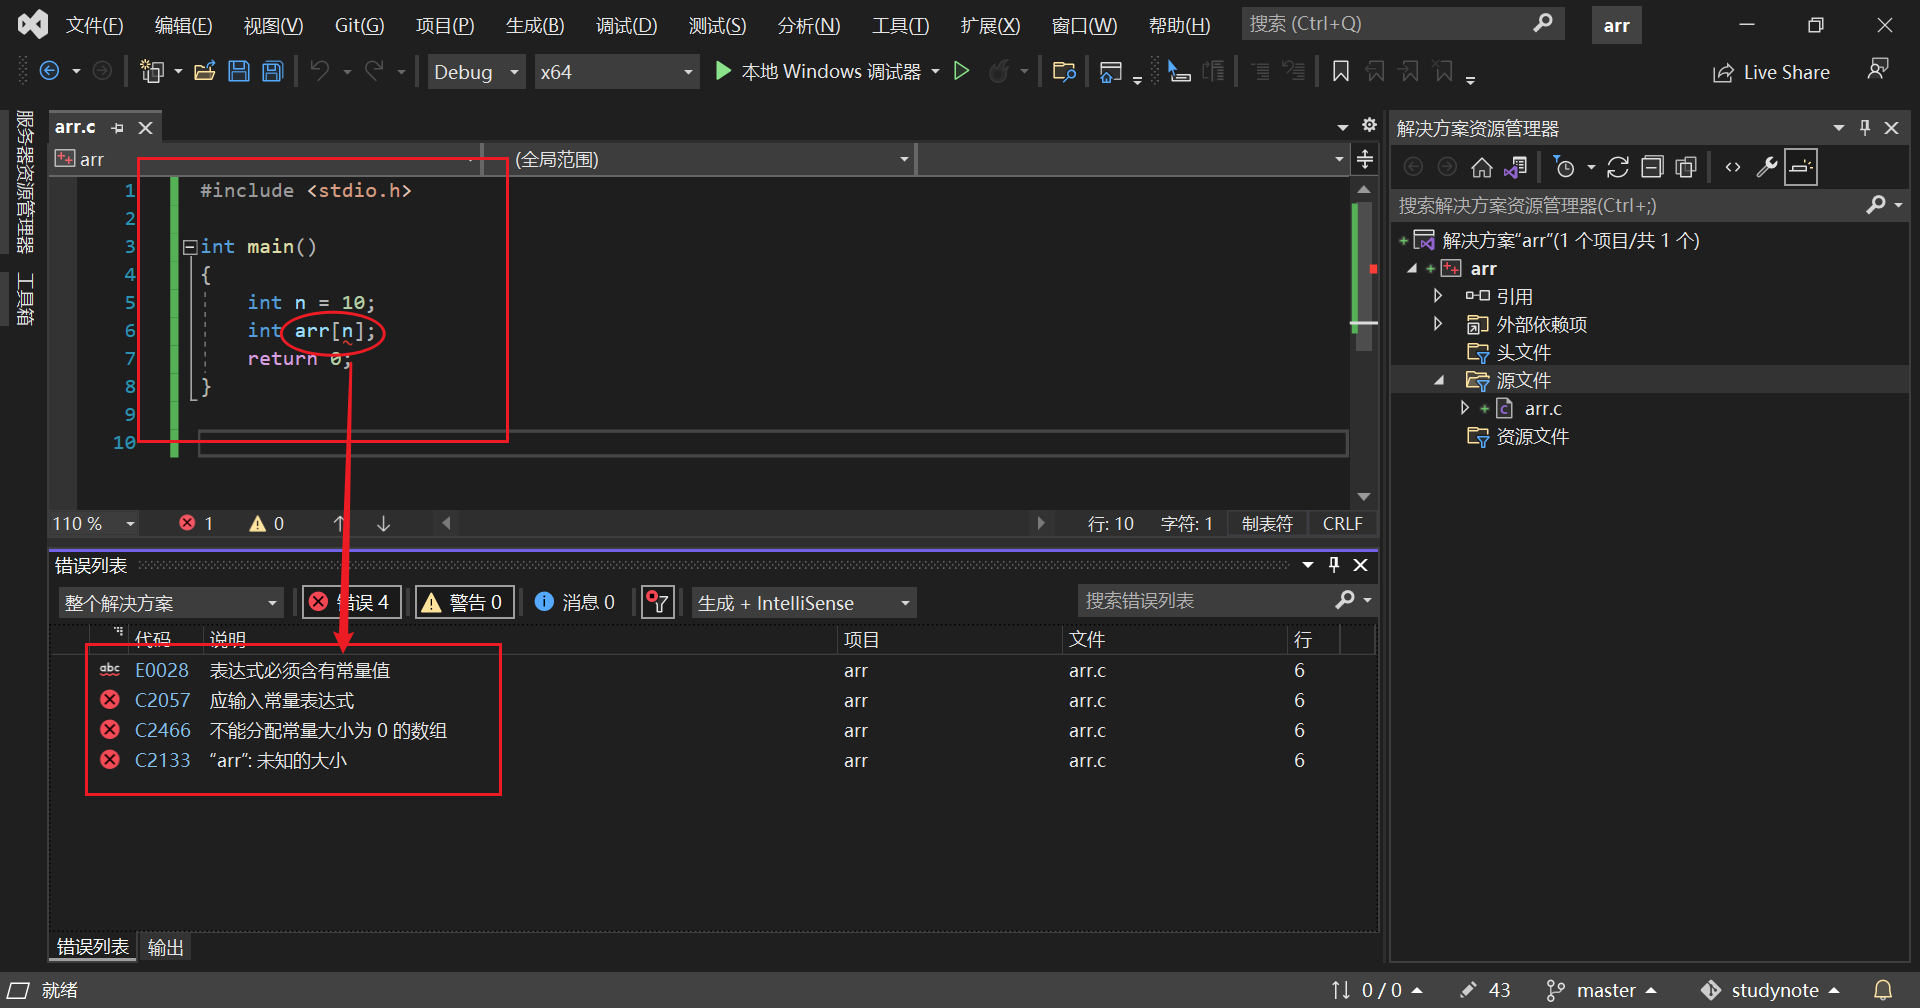 文件(F) 编辑(E) 视图(V) Git(G) 项目(P) 生成(B) 调试(D) 测试(S) 分析(N) 工具(T) 扩展(X) 窗口(W) 帮助(H) 搜索 (Ctrl+Q) arr
Debug x64 本地 Windows 调试器 Live Share
服务器资源管理器
工具箱
arr.c
arr (全局范围)
1 #include <stdio.h>
2
3 int main()
4 {
5 int n = 10;
6 int arr[n];
7 return 0;
8 }
9
10
110 % 1 0 行: 10 字符: 1 制表符 CRLF
错误列表
整个解决方案 错误 4 警告 0 消息 0 生成 + IntelliSense 搜索错误列表
代码 说明 项目 文件 行
abc E0028 表达式必须含有常量值 arr arr.c 6
C2057 应输入常量表达式 arr arr.c 6
C2466 不能分配常量大小为 0 的数组 arr arr.c 6
C2133 “arr”: 未知的大小 arr arr.c 6
错误列表 输出
解决方案资源管理器
搜索解决方案资源管理器(Ctrl+;)
解决方案“arr”(1 个项目/共 1 个)
arr
引用
外部依赖项
头文件
源文件
arr.c
资源文件
就绪 0 / 0 43 master studynote